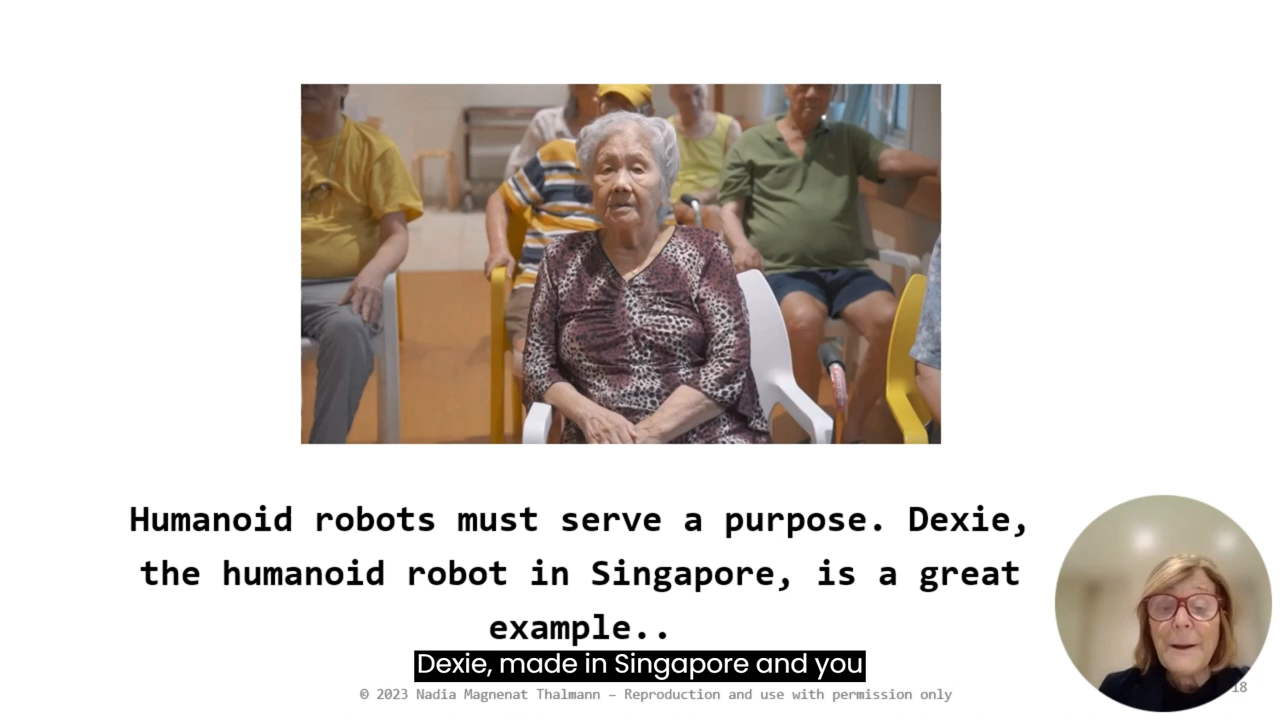 Humanoid robots must serve a purpose. Dexie,
the humanoid robot in Singapore, is a great
example..
Dexie, made in Singapore and you
© 2023 Nadia Magnenat Thalmann – Reproduction and use with permission only
18